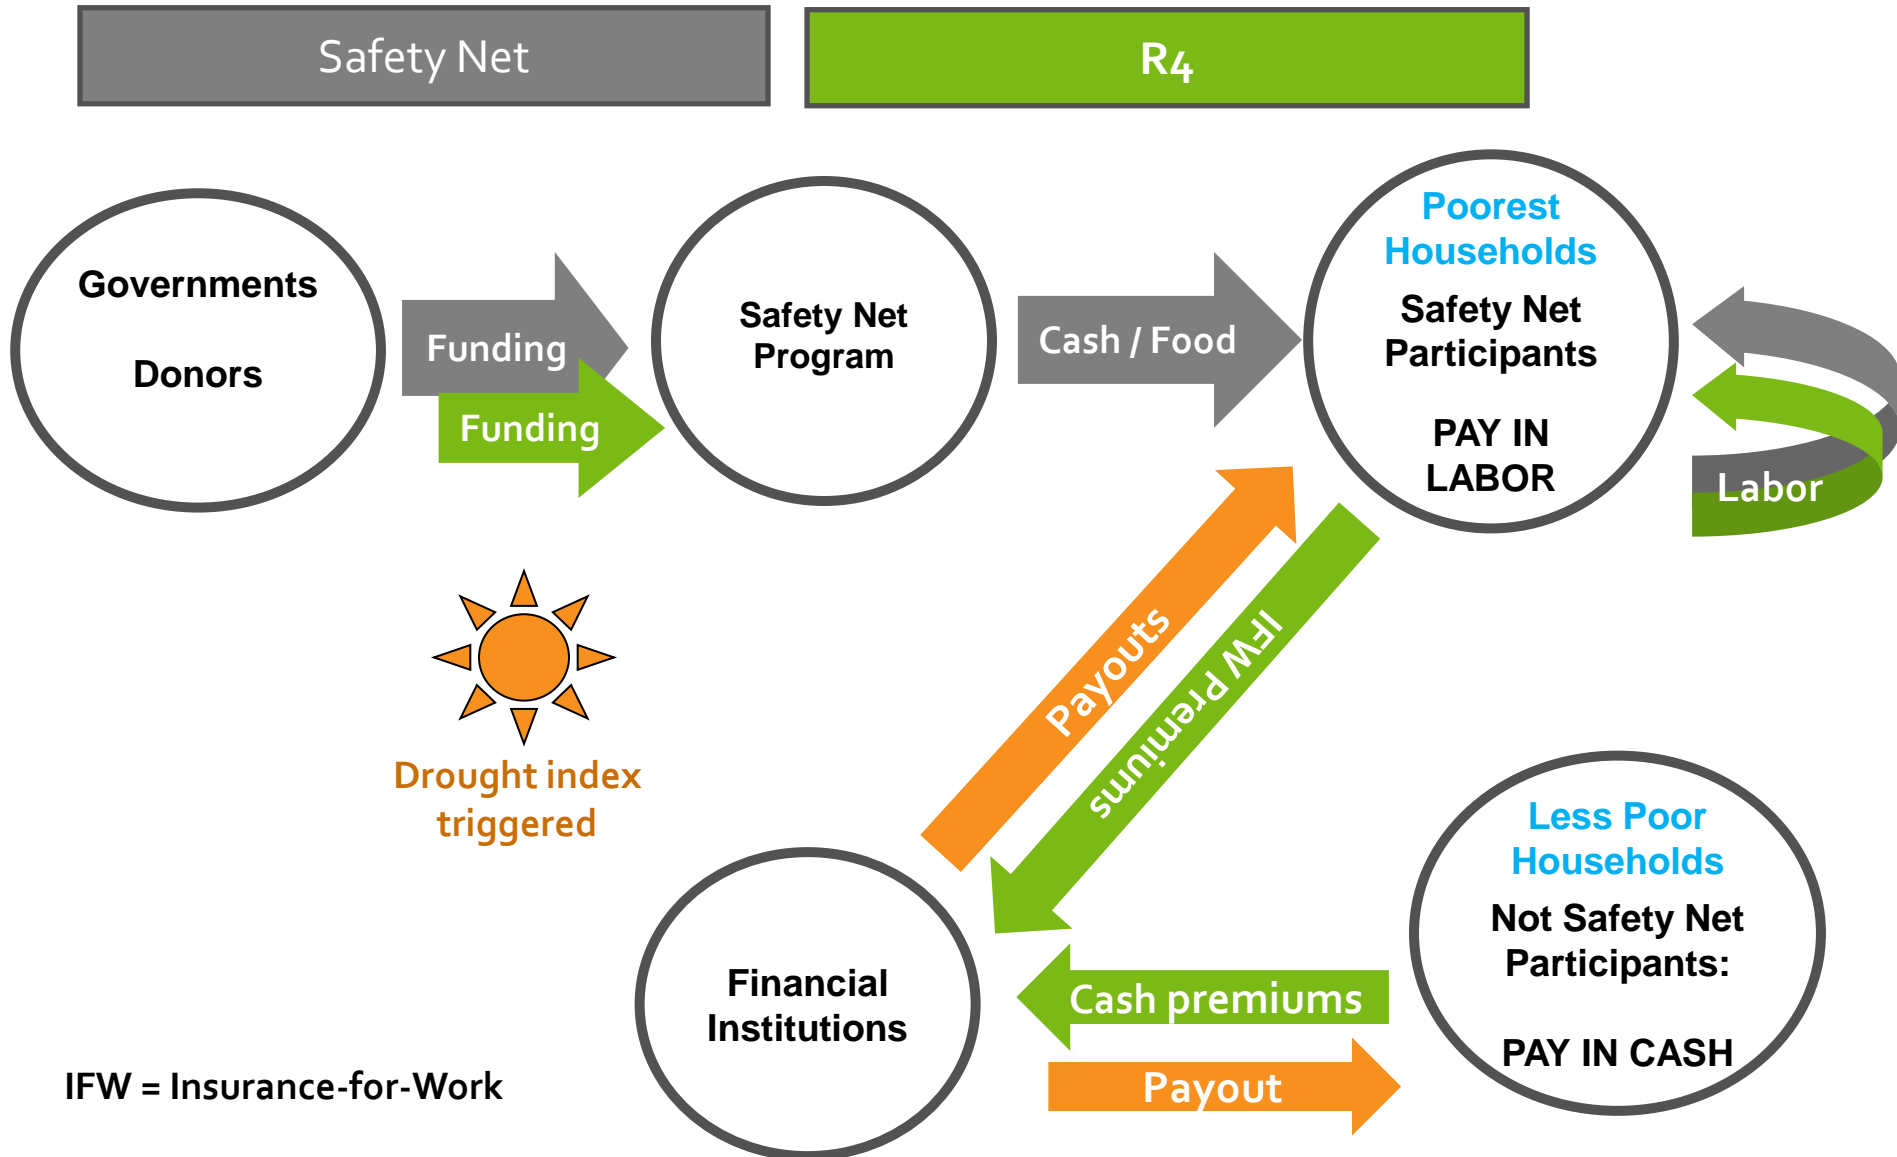 Safety Net
R4
Governments
Donors
Funding
Funding
Safety Net
Program
Cash / Food
Poorest
Households
Safety Net
Participants
PAY IN
LABOR
Labor
Drought index
triggered
Payouts
IFW Premiums
Financial
Institutions
Cash premiums
Payout
Less Poor
Households
Not Safety Net
Participants:
PAY IN CASH
IFW = Insurance-for-Work